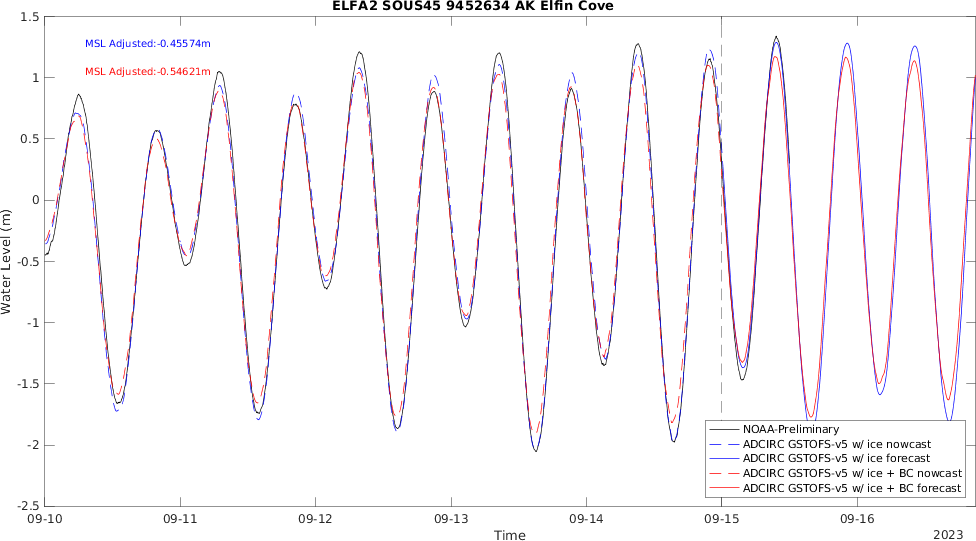 ELFA2 SOUS45 9452634 AK Elfin Cove
MSL Adjusted:-0.45574m
MSL Adjusted:-0.54621m
Water Level (m)
1.5
1
0.5
0
-0.5
-1
-1.5
-2
-2.5
NOAA-Preliminary
ADCIRC GSTOFS-v5 w/ ice nowcast
ADCIRC GSTOFS-v5 w/ ice forecast
ADCIRC GSTOFS-v5 w/ ice + BC nowcast
ADCIRC GSTOFS-v5 w/ ice + BC forecast
09-10 09-11 09-12 09-13 09-14 09-15 09-16
Time
2023